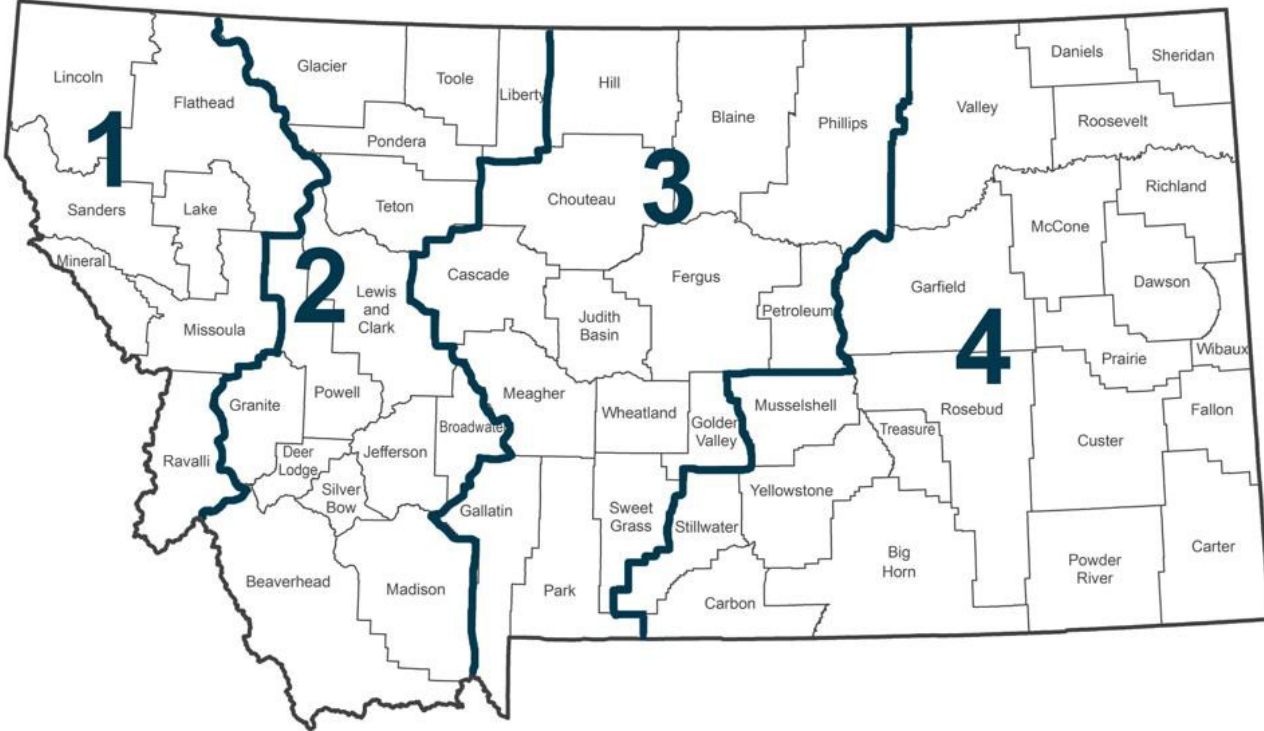 Lincoln
Flathead
Glacier
Toole
Liberty
Hill
Blaine
Phillips
Valley
Daniels
Sheridan
Roosevelt
1
Pondera
3
Sanders
Lake
Teton
Chouteau
Richland
McCone
Mineral
2
Cascade
Fergus
Garfield
Dawson
Missoula
Lewis
and
Clark
Judith
Basin
Petroleum
4
Prairie
Wibaux
Granite
Powell
Meagher
Wheatland
Golden
Valley
Musselshell
Rosebud
Fallon
Broadwater
Treasure
Custer
Ravalli
Deer
Lodge
Jefferson
Silver
Bow
Gallatin
Sweet
Grass
Stillwater
Yellowstone
Beaverhead
Madison
Park
Carbon
Big
Horn
Powder
River
Carter